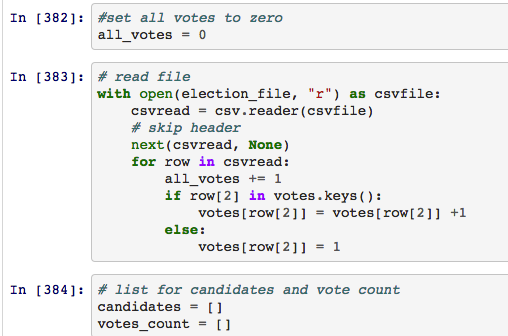 In [382]: #set all votes to zero
all_votes = 0
In [383]: # read file
with open(election_file, "r") as csvfile:
    csvread = csv.reader(csvfile)
    # skip header
    next(csvread, None)
    for row in csvread:
        all_votes += 1
        if row[2] in votes.keys():
            votes[row[2]] = votes[row[2]] +1
        else:
            votes[row[2]] = 1
In [384]: # list for candidates and vote count
candidates = []
votes_count = []